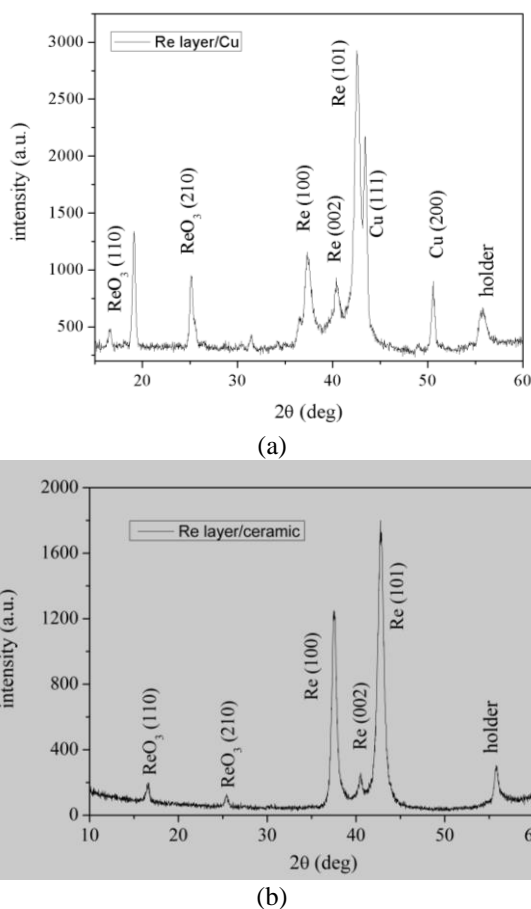 Re layer/Cu
3000
2500
2000
1500
1000
500
intensity (a.u.)
ReO₃ (110)
ReO₃ (210)
Re (100)
Re (002)
Re (101)
Cu (111)
Cu (200)
holder
20
30
40
50
60
2θ (deg)
(a)
Re layer/ceramic
2000
1600
1200
800
400
0
intensity (a.u.)
ReO₃ (110)
ReO₃ (210)
Re (100)
Re (002)
Re (101)
holder
10
20
30
40
50
60
2θ (deg)
(b)